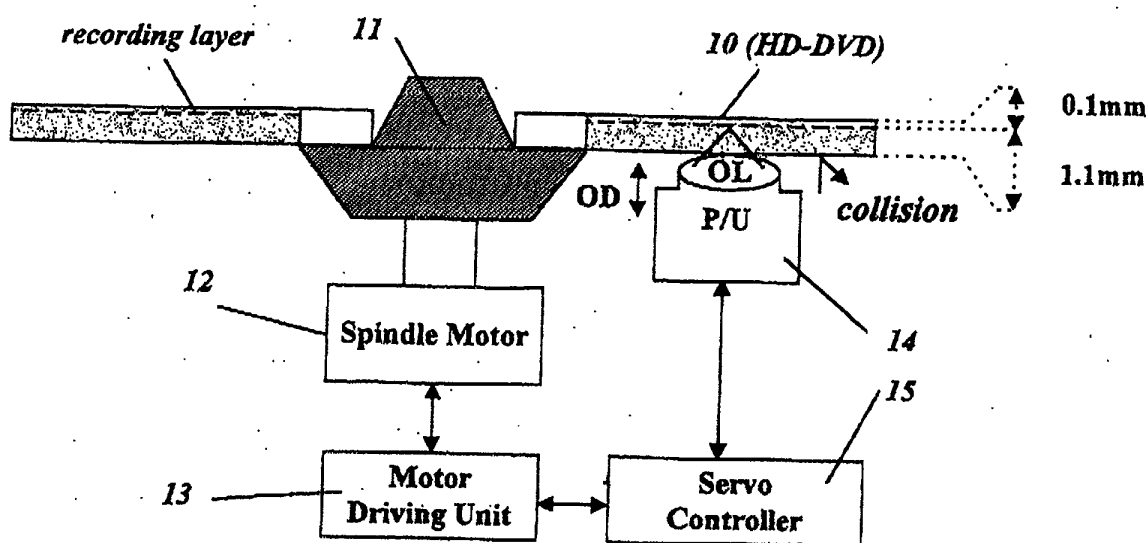 recording layer
11
10 (HD-DVD)
0.1mm
1.1mm
OD
OL
P/U
collision
12
Spindle Motor
14
15
13
Motor
Driving Unit
Servo
Controller